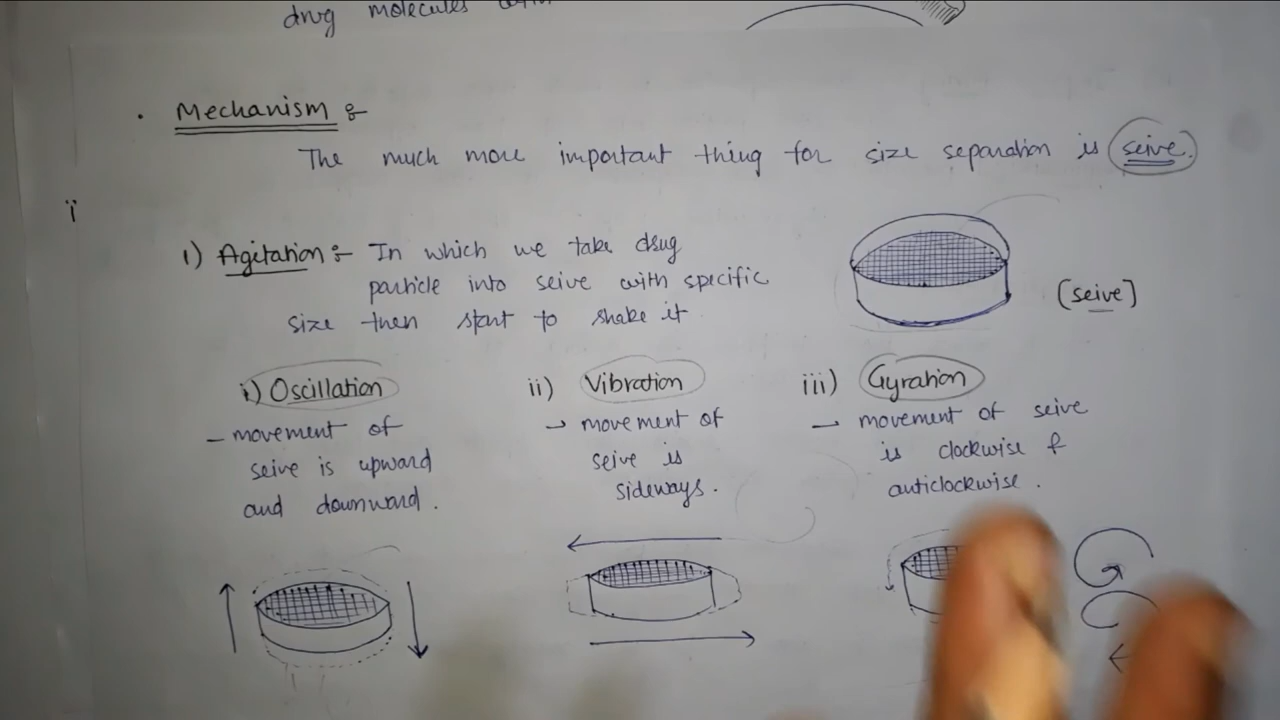 drug molecules
• Mechanism :-
The much more important thing for size separation is seive.
ii
1) Agitation :- In which we take drug
particle into seive with specific
size then start to shake it
(seive)
i) Oscillation
- movement of
seive is upward
and downward.
ii) Vibration
→ movement of
seive is
sideways.
iii) Gyration
→ movement of seive
is clockwise &
anticlockwise.